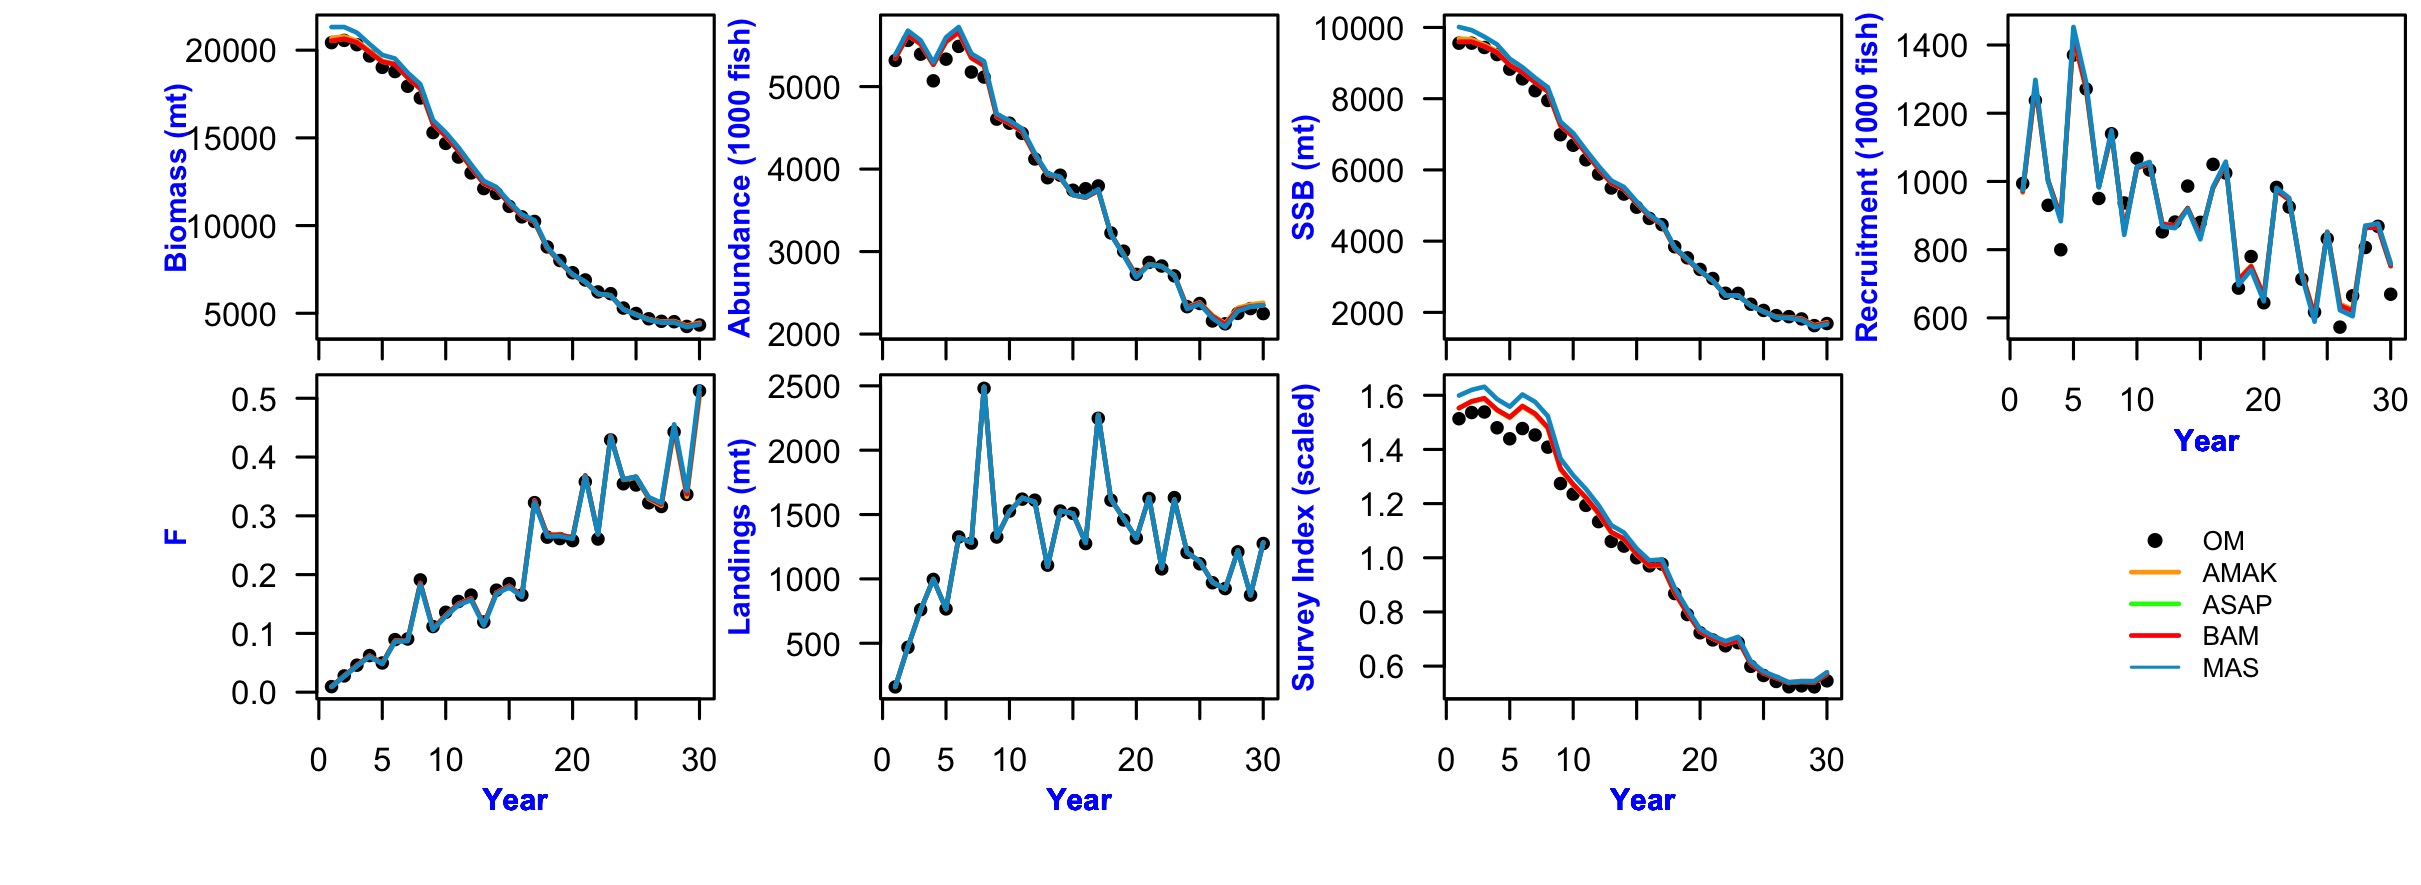 Biomass (mt)
20000
15000
10000
5000
Abundance (1000 fish)
5000
4000
3000
2000
SSB (mt)
10000
8000
6000
4000
2000
Recruitment (1000 fish)
1400
1200
1000
800
600
0 5 10 20 30
Year
F
0.5
0.4
0.3
0.2
0.1
0.0
0 5 10 20 30
Year
Landings (mt)
2500
2000
1500
1000
500
0 5 10 20 30
Year
Survey Index (scaled)
1.6
1.4
1.2
1.0
0.8
0.6
0 5 10 20 30
Year
OM
AMAK
ASAP
BAM
MAS